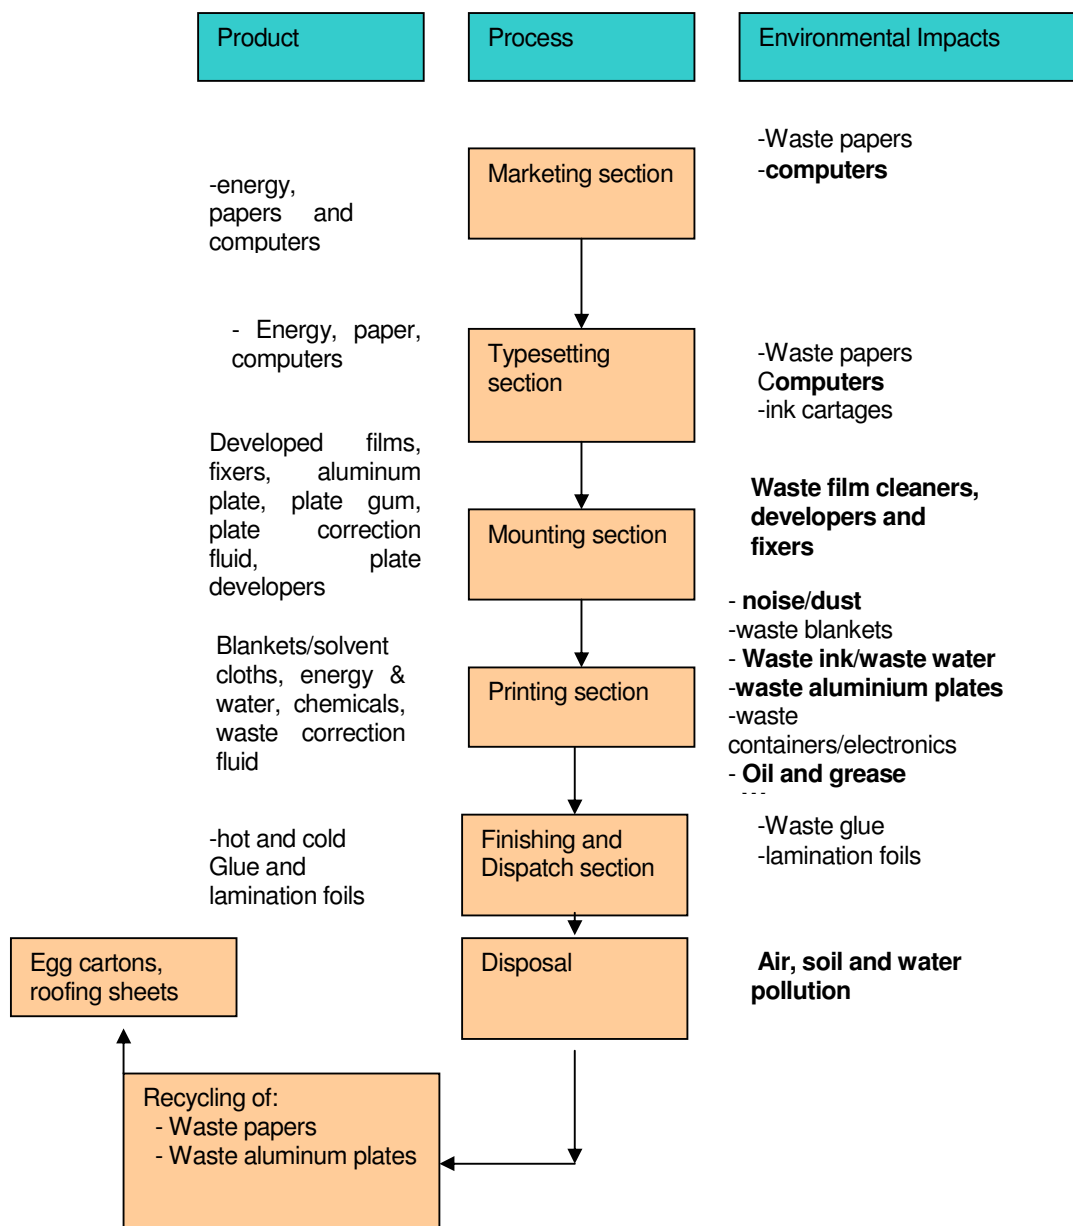 Product
Process
Environmental Impacts
-energy,
papers and
computers
Marketing section
-Waste papers
-computers
- Energy, paper,
computers
Typesetting
section
-Waste papers
Computers
-ink cartages
Developed films,
fixers, aluminum
plate, plate gum,
plate correction
fluid, plate
developers
Mounting section
Waste film cleaners,
developers and
fixers
Blankets/solvent
cloths, energy &
water, chemicals,
waste correction
fluid
Printing section
- noise/dust
-waste blankets
- Waste ink/waste water
-waste aluminium plates
-waste
containers/electronics
- Oil and grease
-hot and cold
Glue and
lamination foils
Finishing and
Dispatch section
-Waste glue
-lamination foils
Egg cartons,
roofing sheets
Disposal
Air, soil and water
pollution
Recycling of:
- Waste papers
- Waste aluminum plates